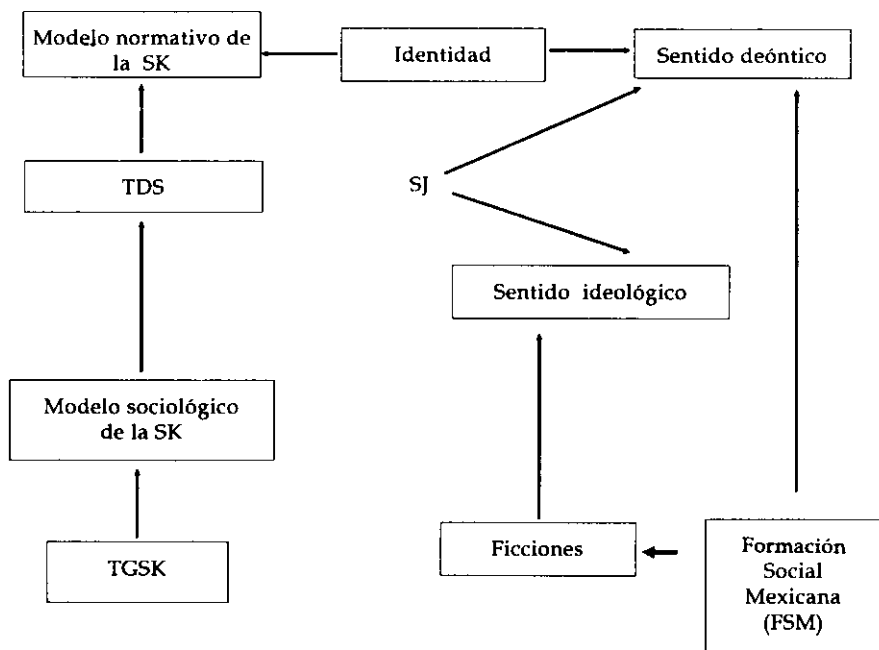 Modelo normativo de
la SK
Identidad
Sentido deóntico
TDS
SJ
Sentido ideológico
Modelo sociológico
de la SK
TGSK
Ficciones
Formación
Social
Mexicana
(FSM)